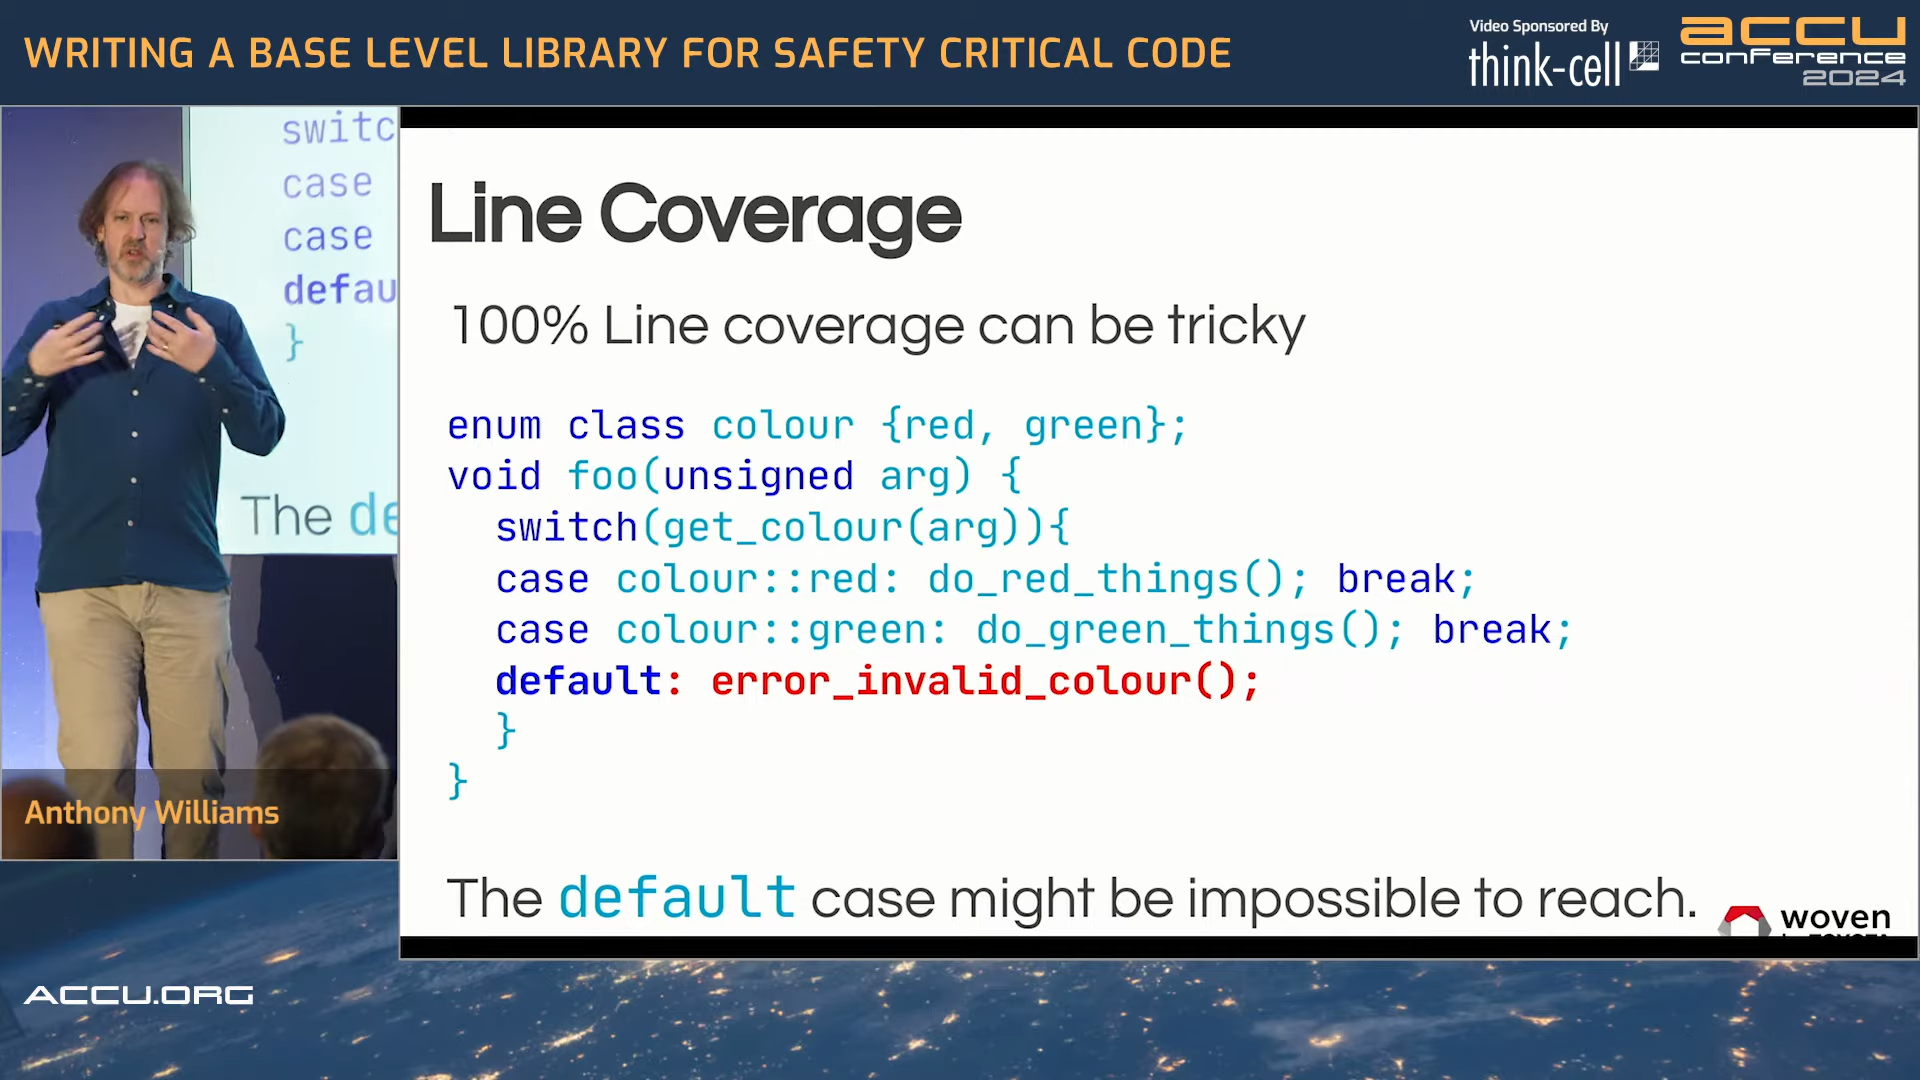 WRITING A BASE LEVEL LIBRARY FOR SAFETY CRITICAL CODE
Video Sponsored By
think-cell
accu
conference
2024
switc
case
case
defau
}
The de
Line Coverage
100% Line coverage can be tricky
enum class colour {red, green};
void foo(unsigned arg) {
switch(get_colour(arg)){
case colour::red: do_red_things(); break;
case colour::green: do_green_things(); break;
default: error_invalid_colour();
}
}
The default case might be impossible to reach.
woven
Anthony Williams
ACCU.ORG